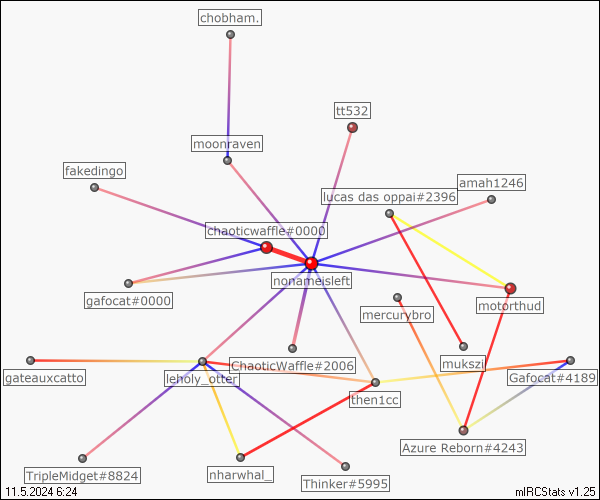 chobham.
tt532
moonraven
fakedingo
amah1246
lucas das oppai#2396
chaoticwaffle#0000
nonameisleft
gafocat#0000
motorthud
mercurybro
mukszi
ChaoticWaffle#2006
gateauxcatto
leholy_otter
Gafocat#4189
then1cc
Azure Reborn#4243
TripleMidget#8824
nharwhal_
Thinker#5995
11.5.2024 6:24
mIRCStats v1.25